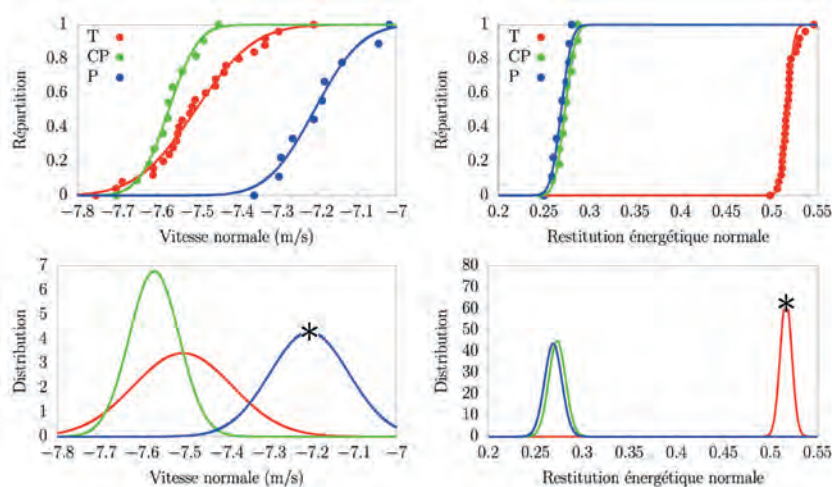 1
0.8
0.6
0.4
0.2
0
Répartition
T
CP
P
−7.8 −7.7 −7.6 −7.5 −7.4 −7.3 −7.2 −7.1 −7
Vitesse normale (m/s)
1
0.8
0.6
0.4
0.2
0
Répartition
T
CP
P
0.2 0.25 0.3 0.35 0.4 0.45 0.5 0.55
Restitution énergétique normale
7
6
5
4
3
2
1
0
Distribution
*
−7.8 −7.7 −7.6 −7.5 −7.4 −7.3 −7.2 −7.1 −7
Vitesse normale (m/s)
80
70
60
50
40
30
20
10
0
Distribution
*
0.2 0.25 0.3 0.35 0.4 0.45 0.5 0.55
Restitution énergétique normale